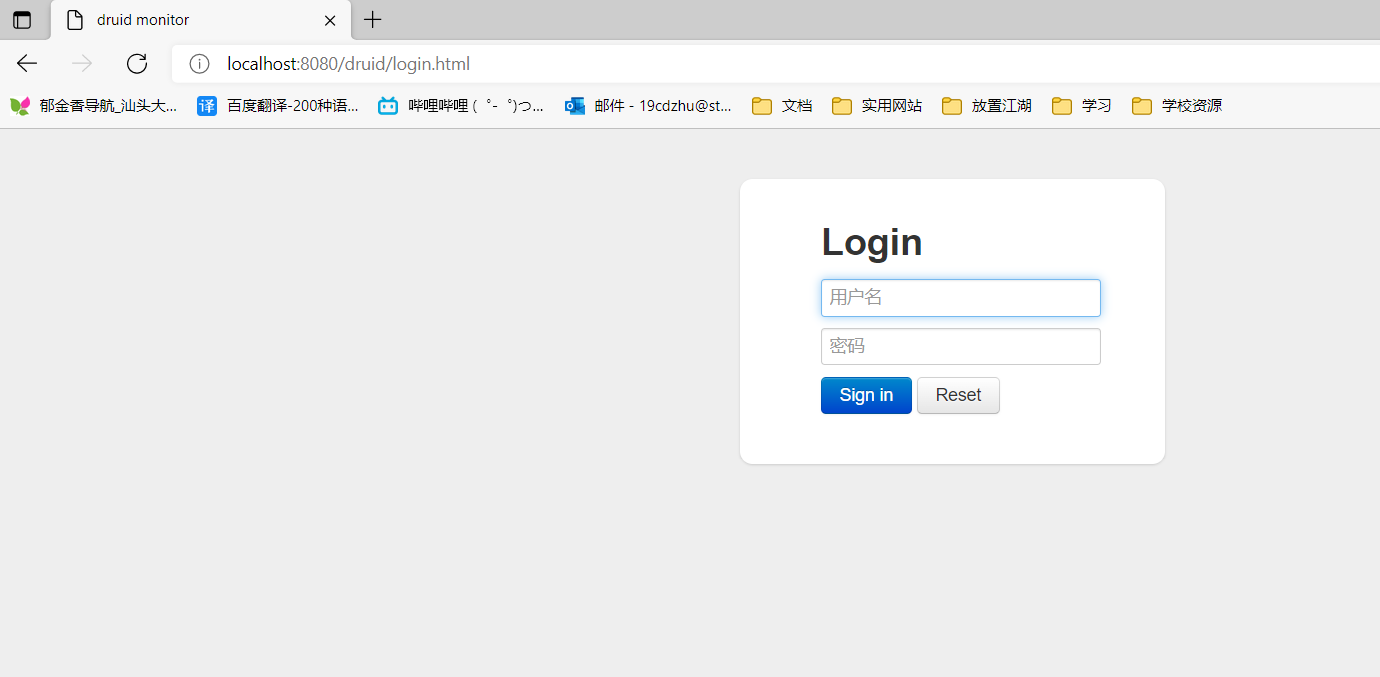 druid monitor
localhost:8080/druid/login.html
郁金香导航_汕头大... 百度翻译-200种语... 哔哩哔哩 ( ゜- ゜)つ... 邮件 - 19cdzhu@st... 文档 实用网站 放置江湖 学习 学校资源
Login
用户名
密码
Sign in Reset